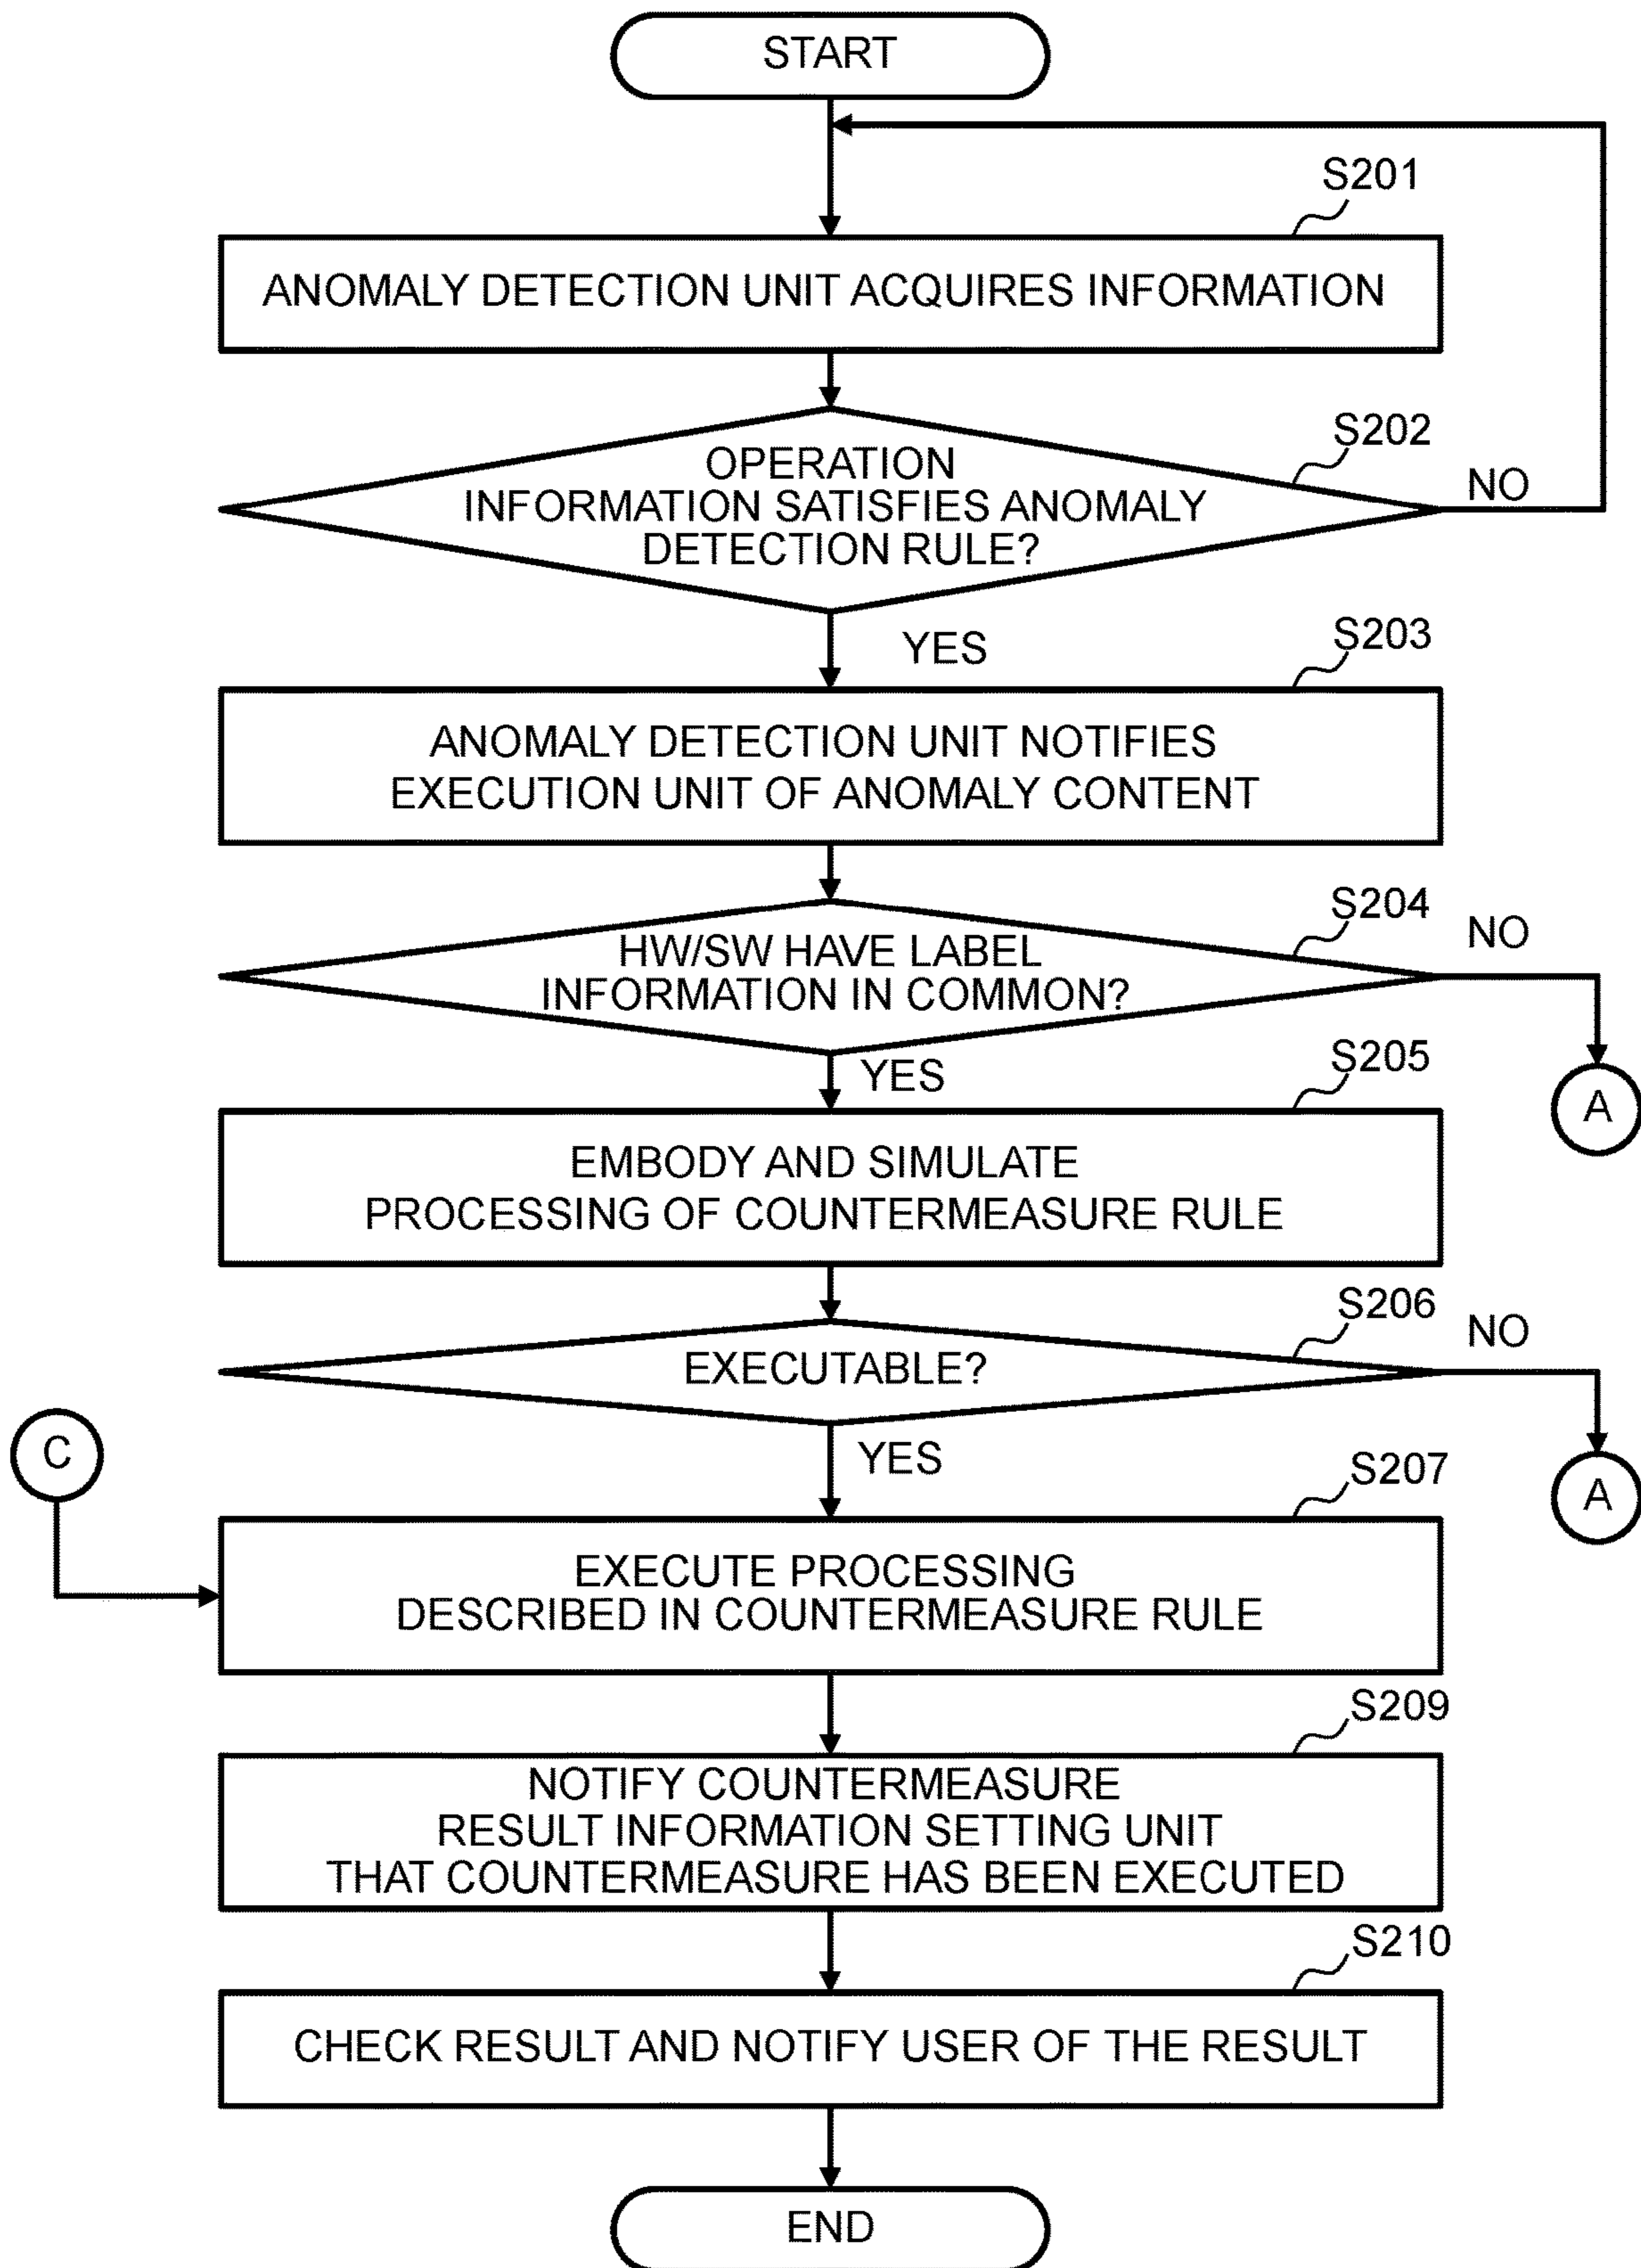 START
S201
ANOMALY DETECTION UNIT ACQUIRES INFORMATION
S202
OPERATION
INFORMATION SATISFIES ANOMALY
DETECTION RULE?
NO
YES
S203
ANOMALY DETECTION UNIT NOTIFIES
EXECUTION UNIT OF ANOMALY CONTENT
S204
NO
HW/SW HAVE LABEL
INFORMATION IN COMMON?
YES
S205
A
EMBODY AND SIMULATE
PROCESSING OF COUNTERMEASURE RULE
S206
NO
EXECUTABLE?
C
YES
S207
A
EXECUTE PROCESSING
DESCRIBED IN COUNTERMEASURE RULE
S209
NOTIFY COUNTERMEASURE
RESULT INFORMATION SETTING UNIT
THAT COUNTERMEASURE HAS BEEN EXECUTED
S210
CHECK RESULT AND NOTIFY USER OF THE RESULT
END